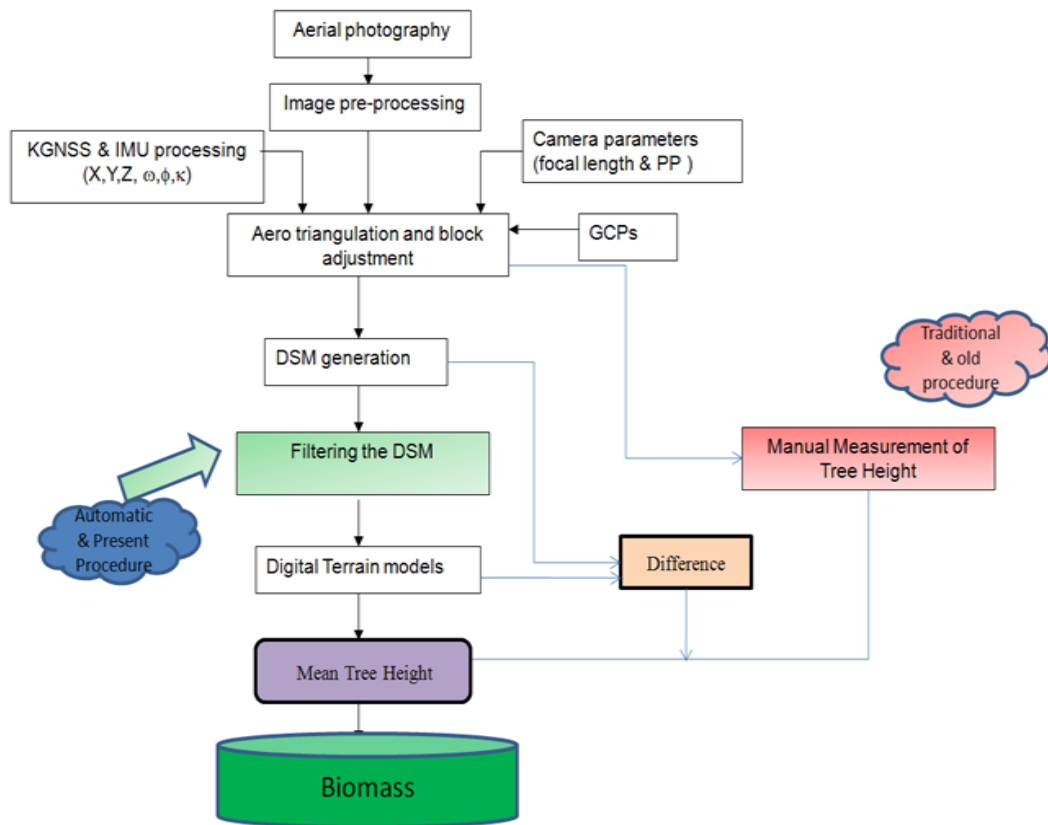 Aerial photography
Image pre-processing
KGNSS & IMU processing
(X,Y,Z, ω,ϕ,κ)
Camera parameters
(focal length & PP )
Aero triangulation and block
adjustment
GCPs
DSM generation
Traditional
& old
procedure
Filtering the DSM
Manual Measurement of
Tree Height
Automatic
& Present
Procedure
Digital Terrain models
Difference
Mean Tree Height
Biomass